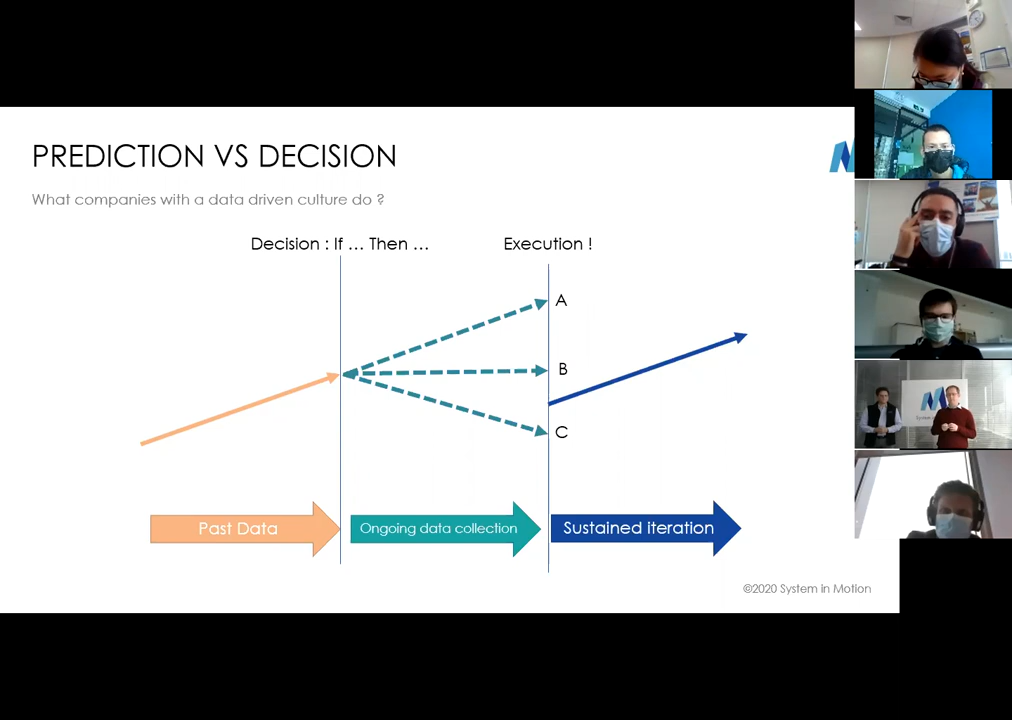 PREDICTION VS DECISION
What companies with a data driven culture do ?
Decision : If ... Then ...
Execution !
A
B
C
Past Data
Ongoing data collection
Sustained iteration
©2020 System in Motion